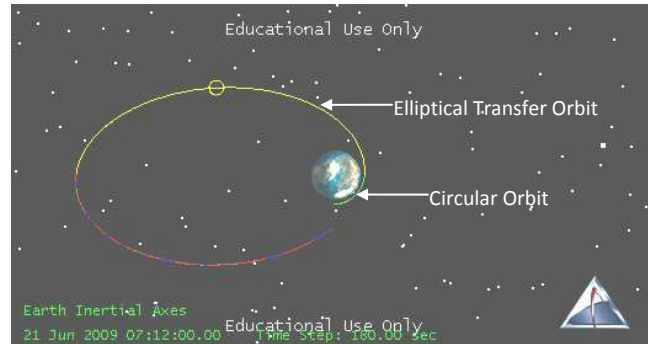 Educational Use Only
Elliptical Transfer Orbit
Circular Orbit
Earth Inertial Axes
21 Jun 2009 07:12:00.00
Educational Use Only
Time Step: 180.00 sec